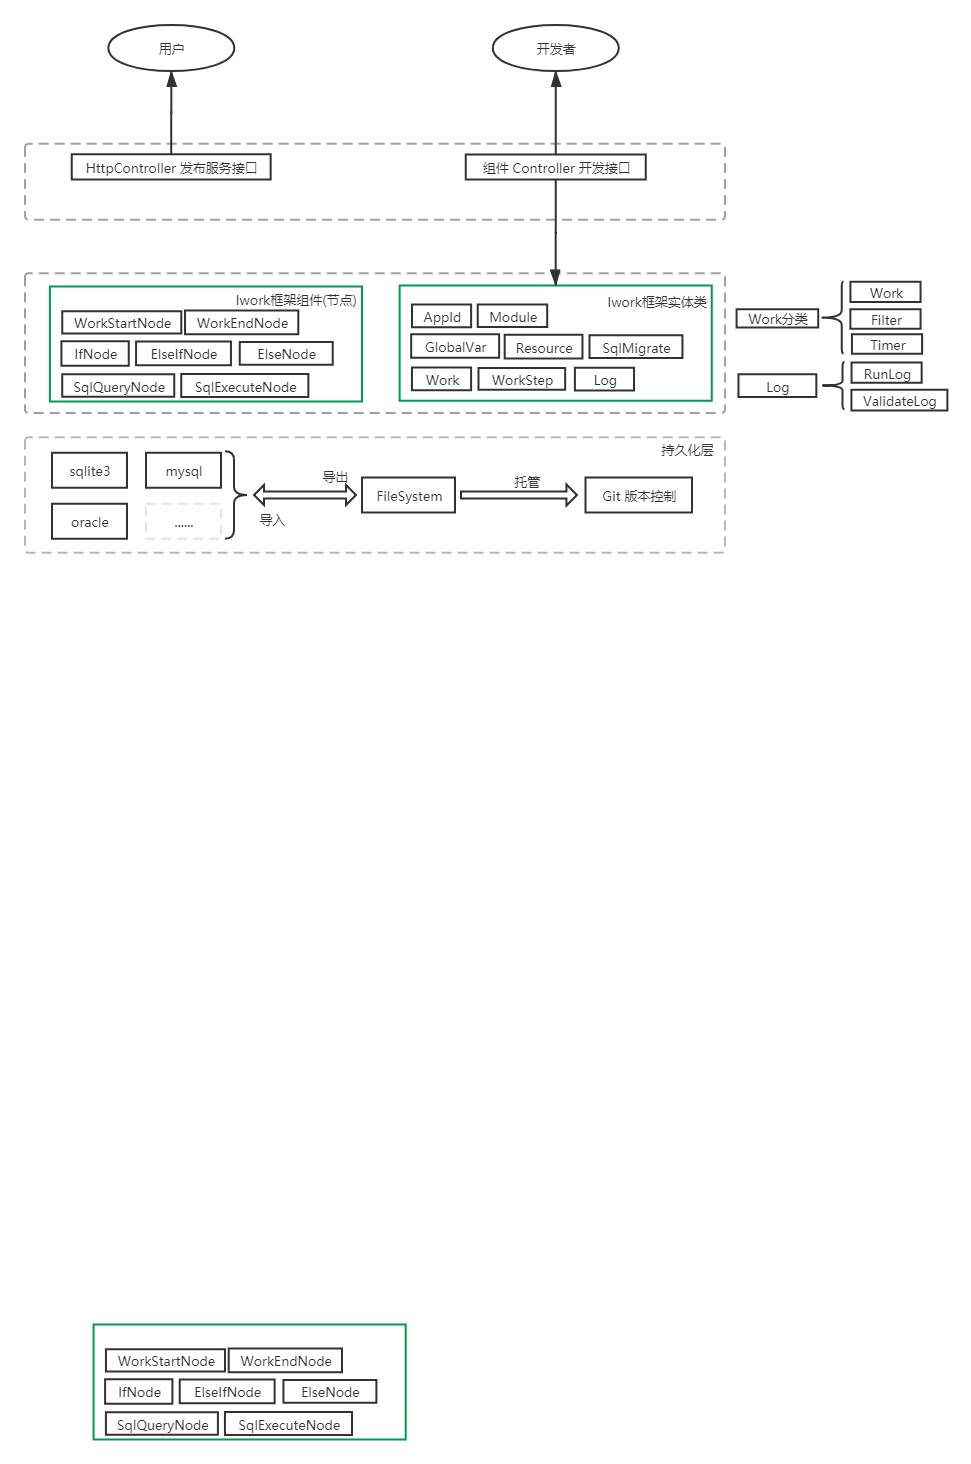 用户
开发者
HttpController 发布服务接口
组件 Controller 开发接口
Iwork框架组件(节点)
WorkStartNode
WorkEndNode
IfNode
ElseIfNode
ElseNode
SqlQueryNode
SqlExecuteNode
Iwork框架实体类
AppId
Module
GlobalVar
Resource
SqlMigrate
Work
WorkStep
Log
Work分类
Work
Filter
Timer
Log
RunLog
ValidateLog
持久化层
sqlite3
mysql
oracle
......
导出
导入
FileSystem
托管
Git 版本控制
WorkStartNode
WorkEndNode
IfNode
ElseIfNode
ElseNode
SqlQueryNode
SqlExecuteNode